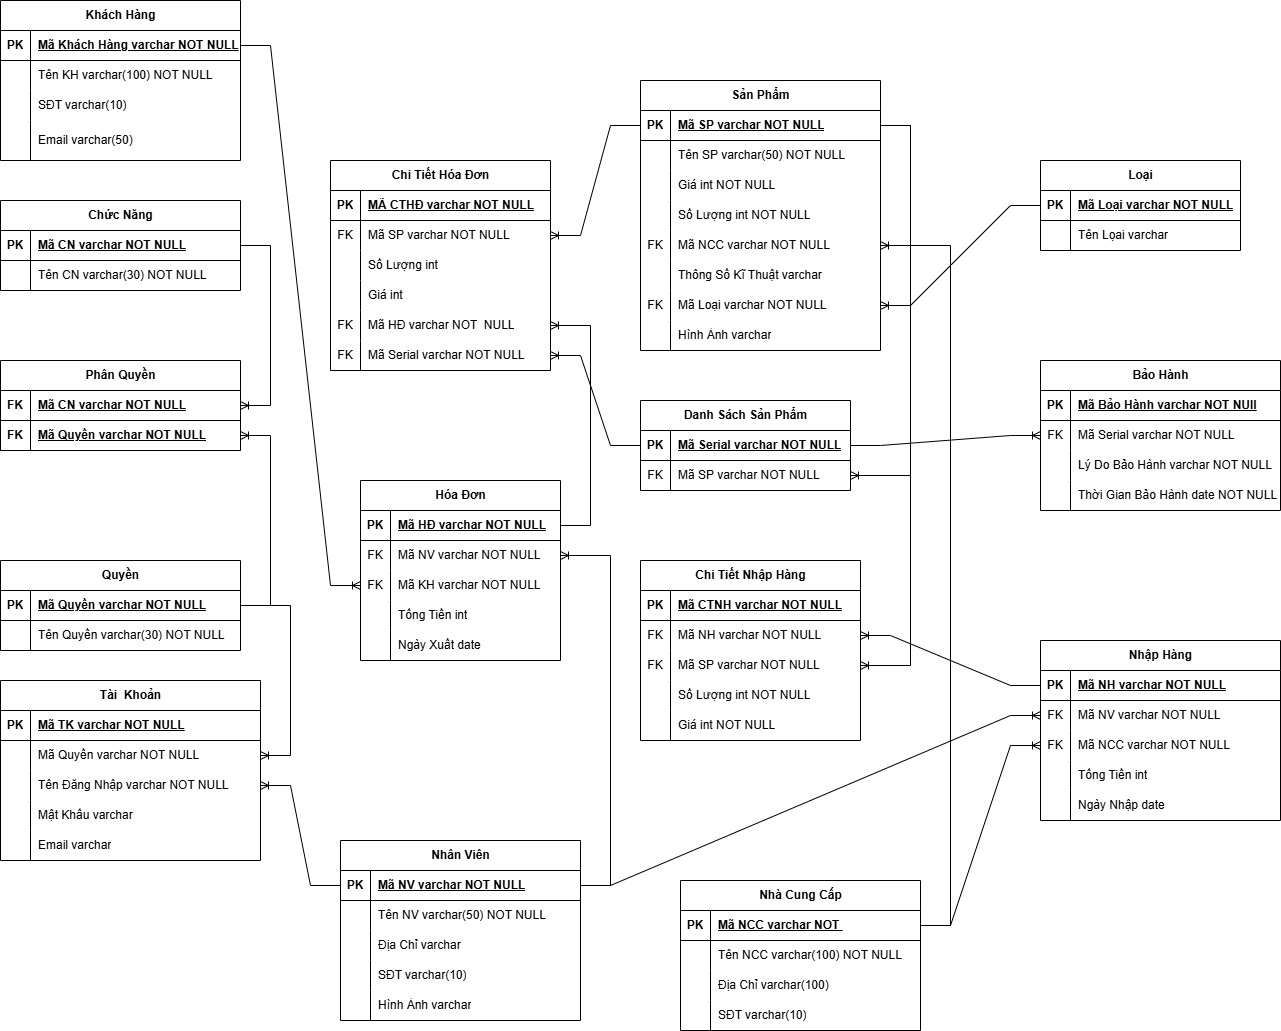 Khách Hàng
PK Mã Khách Hàng varchar NOT NULL
Tên KH varchar(100) NOT NULL
SĐT varchar(10)
Email varchar(50)
Chức Năng
PK Mã CN varchar NOT NULL
Tên CN varchar(30) NOT NULL
Phân Quyền
FK Mã CN varchar NOT NULL
FK Mã Quyền varchar NOT NULL
Quyền
PK Mã Quyền varchar NOT NULL
Tên Quyền varchar(30) NOT NULL
Tài Khoản
PK Mã TK varchar NOT NULL
Mã Quyền varchar NOT NULL
Tên Đăng Nhập varchar NOT NULL
Mật Khẩu varchar
Email varchar
Chi Tiết Hóa Đơn
PK MÃ CTHĐ varchar NOT NULL
FK Mã SP varchar NOT NULL
Số Lượng int
Giá int
FK Mã HĐ varchar NOT NULL
FK Mã Serial varchar NOT NULL
Hóa Đơn
PK Mã HĐ varchar NOT NULL
FK Mã NV varchar NOT NULL
FK Mã KH varchar NOT NULL
Tổng Tiền int
Ngày Xuất date
Nhân Viên
PK Mã NV varchar NOT NULL
Tên NV varchar(50) NOT NULL
Địa Chỉ varchar
SĐT varchar(10)
Hình Ảnh varchar
Sản Phẩm
PK Mã SP varchar NOT NULL
Tên SP varchar(50) NOT NULL
Giá int NOT NULL
Số Lượng int NOT NULL
FK Mã NCC varchar NOT NULL
Thông Số Kĩ Thuật varchar
FK Mã Loại varchar NOT NULL
Hình Ảnh varchar
Danh Sách Sản Phẩm
PK Mã Serial varchar NOT NULL
FK Mã SP varchar NOT NULL
Chi Tiết Nhập Hàng
PK Mã CTNH varchar NOT NULL
FK Mã NH varchar NOT NULL
FK Mã SP varchar NOT NULL
Số Lượng int NOT NULL
Giá int NOT NULL
Nhà Cung Cấp
PK Mã NCC varchar NOT
Tên NCC varchar(100) NOT NULL
Địa Chỉ varchar(100)
SĐT varchar(10)
Loại
PK Mã Loại varchar NOT NULL
Tên Lọai varchar
Bảo Hành
PK Mã Bảo Hành varchar NOT NUll
FK Mã Serial varchar NOT NULL
Lý Do Bảo Hành varchar NOT NULL
Thời Gian Bảo Hành date NOT NULL
Nhập Hàng
PK Mã NH varchar NOT NULL
FK Mã NV varchar NOT NULL
FK Mã NCC varchar NOT NULL
Tổng Tiền int
Ngày Nhập date